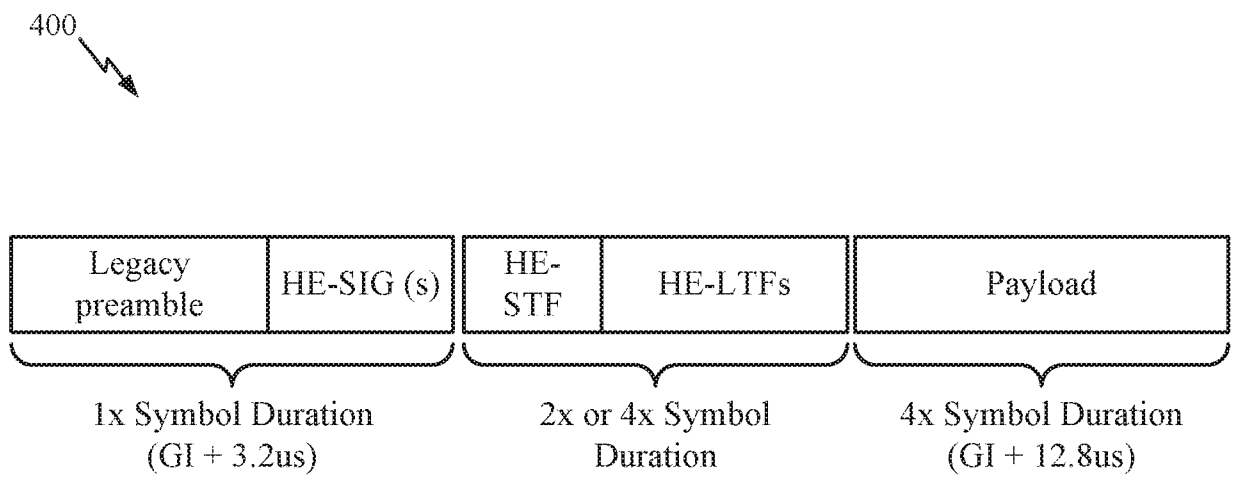 400
Legacy
preamble
HE-SIG (s)
HE-
STF
HE-LTFs
Payload
1x Symbol Duration
(GI + 3.2us)
2x or 4x Symbol
Duration
4x Symbol Duration
(GI + 12.8us)